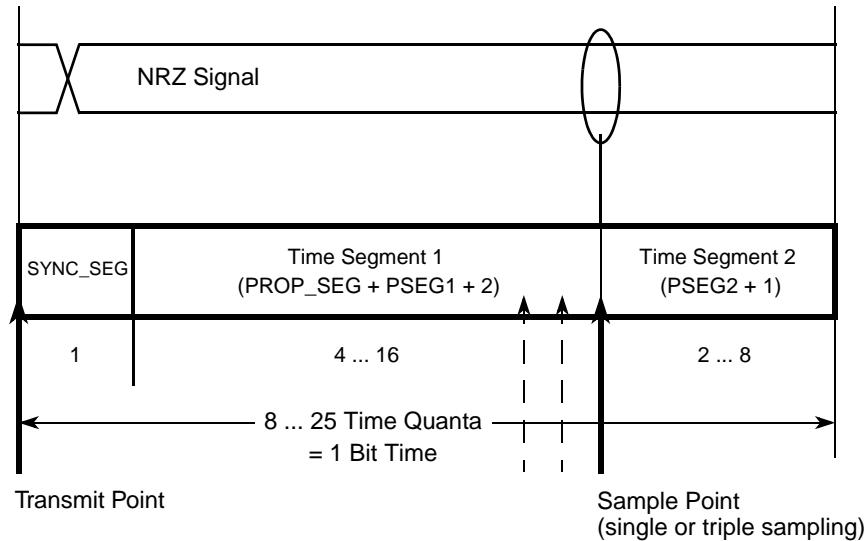 NRZ Signal
SYNC_SEG
Time Segment 1
(PROP_SEG + PSEG1 + 2)
Time Segment 2
(PSEG2 + 1)
1
4 ... 16
2 ... 8
8 ... 25 Time Quanta
= 1 Bit Time
Transmit Point
Sample Point
(single or triple sampling)